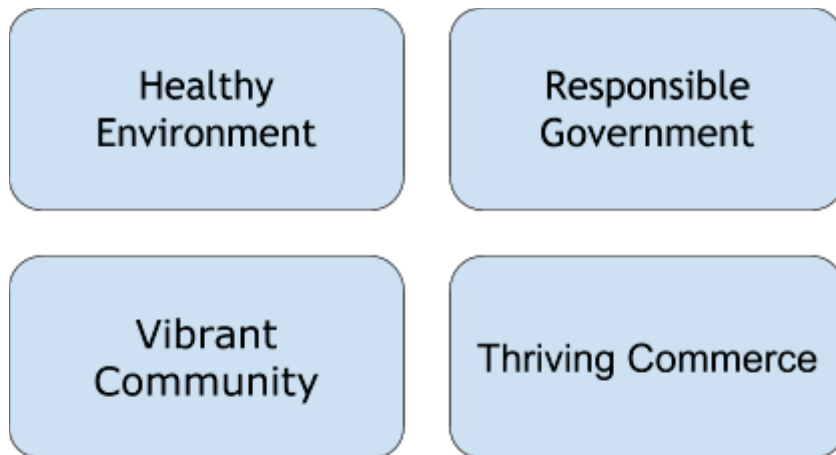 Healthy
Environment
Responsible
Government
Vibrant
Community
Thriving Commerce